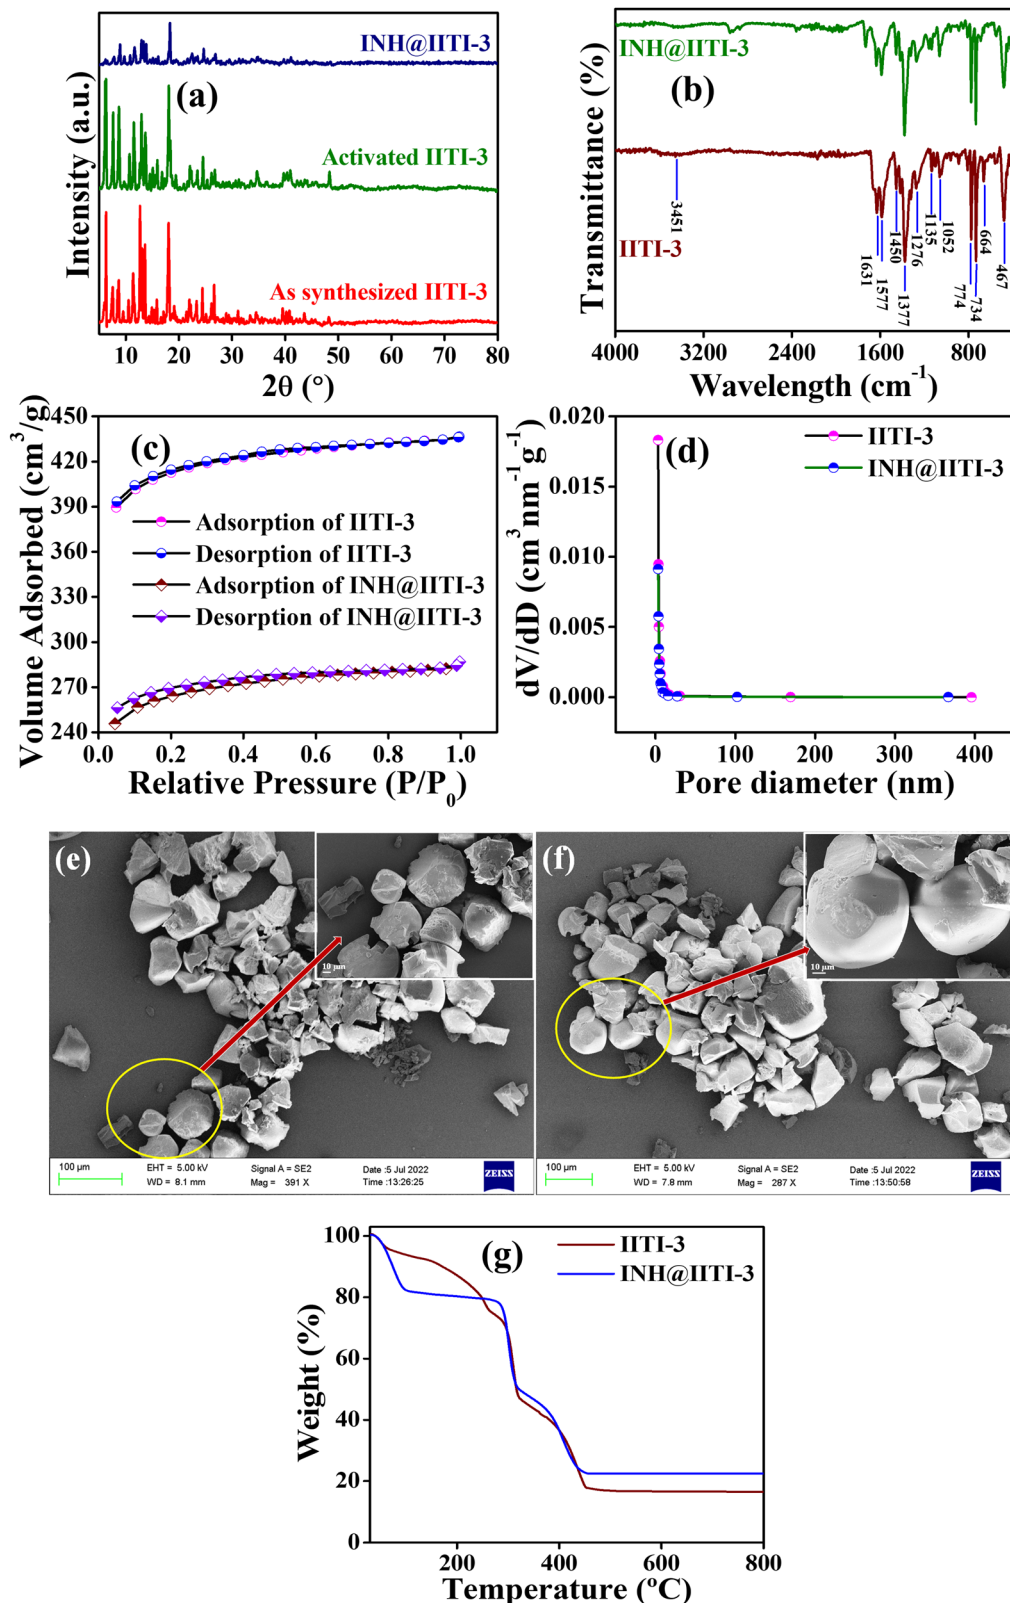 INH@IITI-3
(a)
Activated IITI-3
As synthesized IITI-3
Intensity (a.u.)
10 20 30 40 50 60 70 80
2θ (°)
INH@IITI-3
(b)
IITI-3
3451
1631
1577
1450
1377
1276
1135
1052
774
734
664
467
Transmittance (%)
4000 3200 2400 1600 800
Wavelength (cm-1)
450
420
390
360
330
300
270
240
(c)
Adsorption of IITI-3
Desorption of IITI-3
Adsorption of INH@IITI-3
Desorption of INH@IITI-3
Volume Adsorbed (cm3/g)
0.0 0.2 0.4 0.6 0.8 1.0
Relative Pressure (P/P0)
0.020
0.015
0.010
0.005
0.000
(d)
IITI-3
INH@IITI-3
dV/dD (cm3 nm-1g-1)
0 100 200 300 400
Pore diameter (nm)
(e)
10 µm
100 µm
EHT = 5.00 kV
WD = 8.1 mm
Signal A = SE2
Mag = 391 X
Date :5 Jul 2022
Time :13:26:25
ZEISS
(f)
10 µm
100 µm
EHT = 5.00 kV
WD = 7.8 mm
Signal A = SE2
Mag = 287 X
Date :5 Jul 2022
Time :13:50:58
ZEISS
100
80
60
40
20
0
(g)
IITI-3
INH@IITI-3
Weight (%)
200 400 600 800
Temperature (ºC)